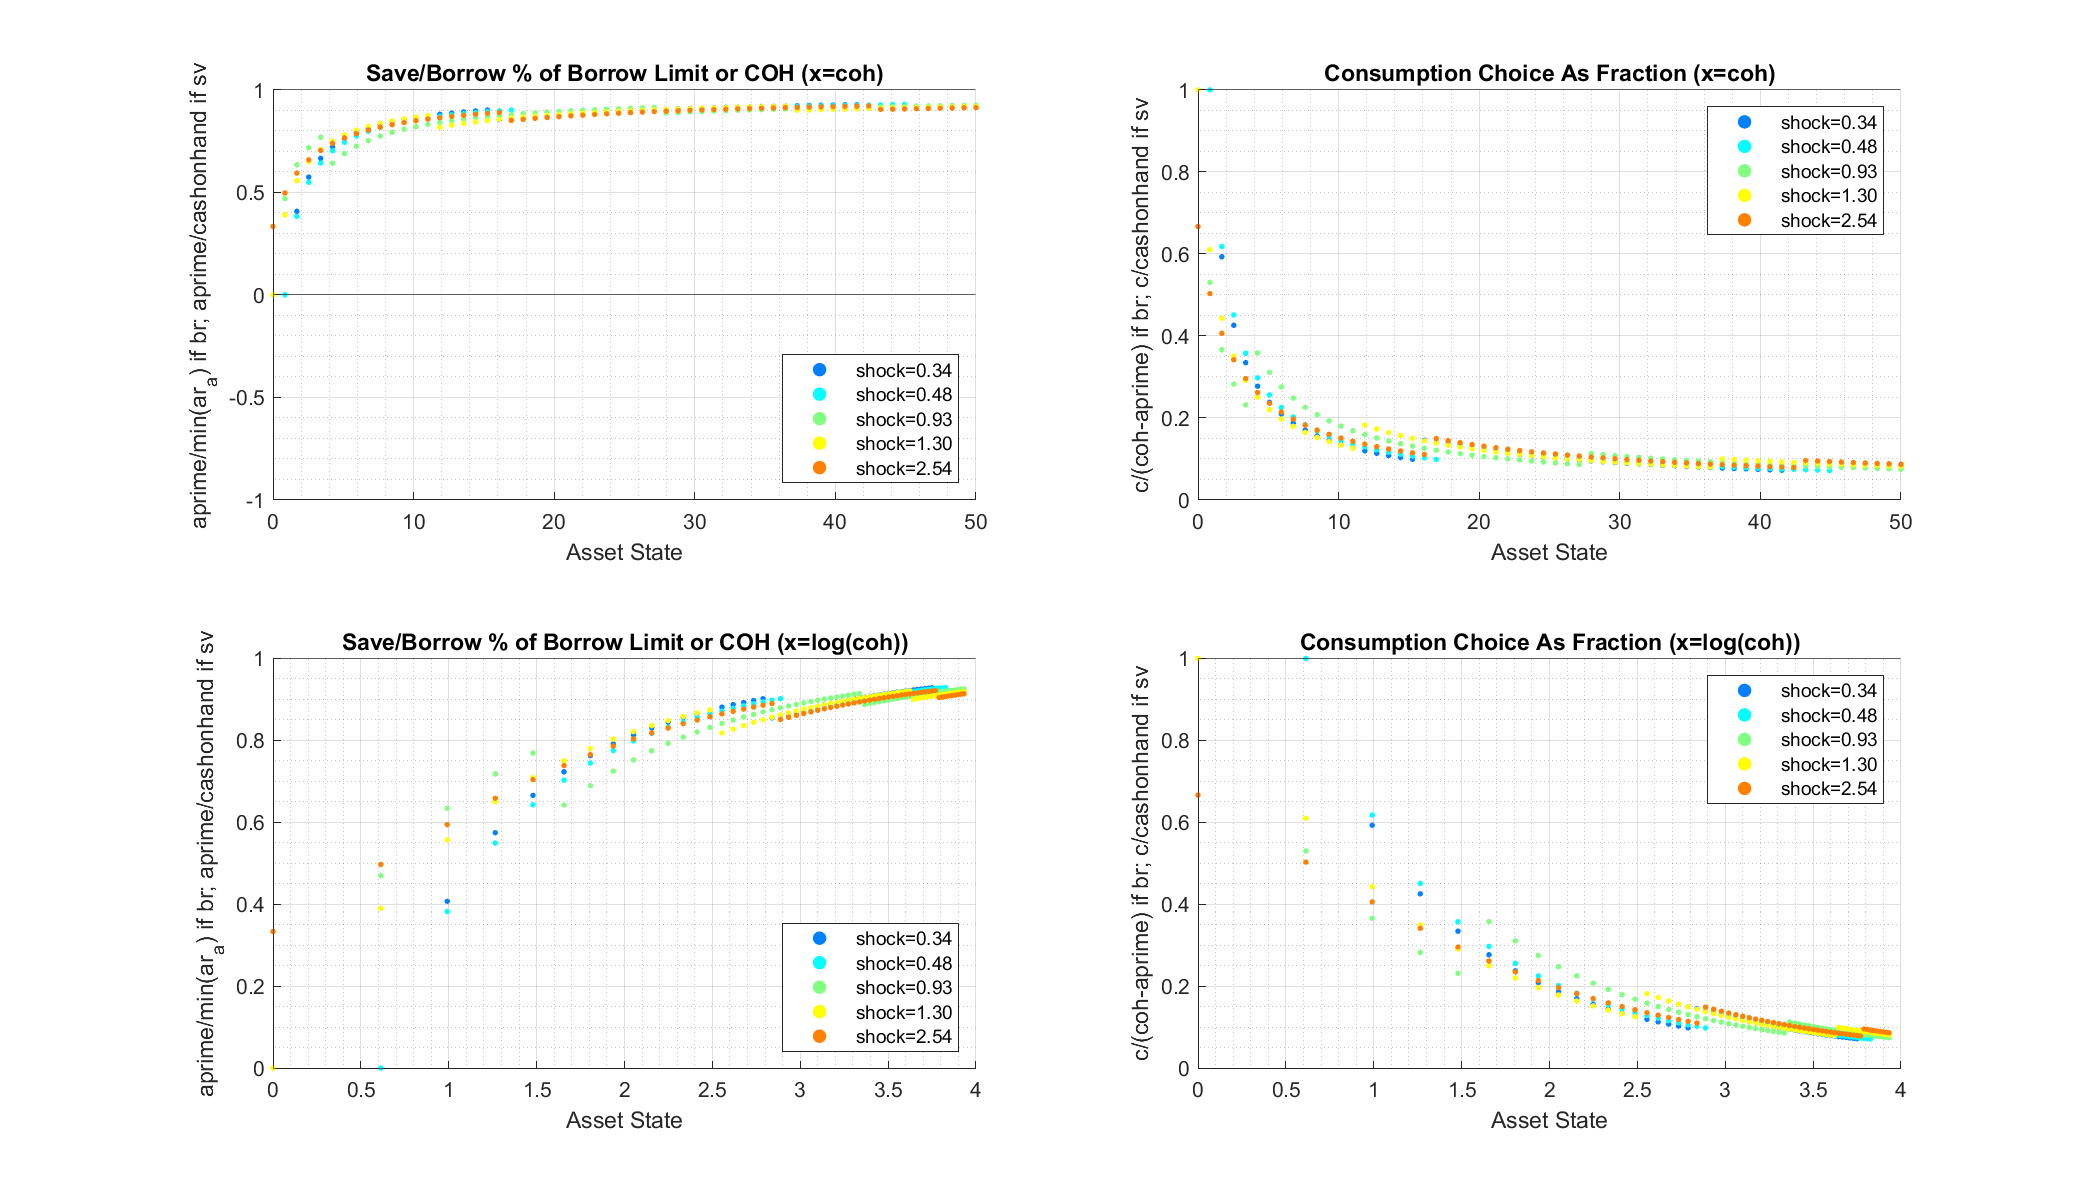 Save/Borrow % of Borrow Limit or COH (x=coh)
aprime/min(ar_a) if br; aprime/cashonhand if sv
1
0.5
0
-0.5
-1
0 10 20 30 40 50
Asset State
shock=0.34
shock=0.48
shock=0.93
shock=1.30
shock=2.54
Consumption Choice As Fraction (x=coh)
c/(coh-aprime) if br; c/cashonhand if sv
1
0.8
0.6
0.4
0.2
0
0 10 20 30 40 50
Asset State
shock=0.34
shock=0.48
shock=0.93
shock=1.30
shock=2.54
Save/Borrow % of Borrow Limit or COH (x=log(coh))
aprime/min(ar_a) if br; aprime/cashonhand if sv
1
0.8
0.6
0.4
0.2
0
0 0.5 1 1.5 2 2.5 3 3.5 4
Asset State
shock=0.34
shock=0.48
shock=0.93
shock=1.30
shock=2.54
Consumption Choice As Fraction (x=log(coh))
c/(coh-aprime) if br; c/cashonhand if sv
1
0.8
0.6
0.4
0.2
0
0 0.5 1 1.5 2 2.5 3 3.5 4
Asset State
shock=0.34
shock=0.48
shock=0.93
shock=1.30
shock=2.54